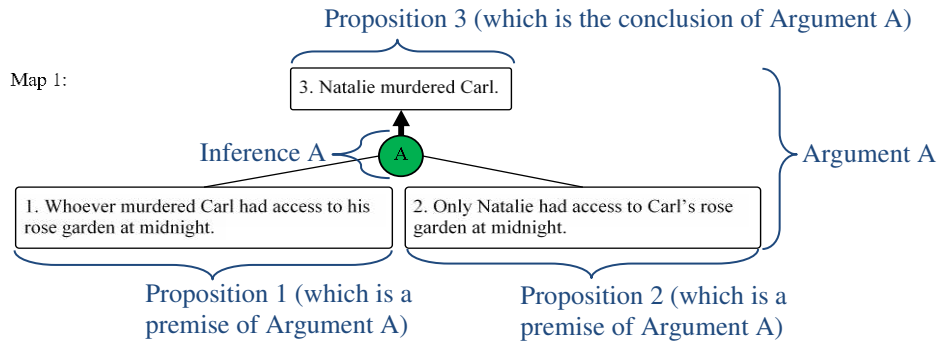 Proposition 3 (which is the conclusion of Argument A)
Map 1:
3. Natalie murdered Carl.
Inference A
A
Argument A
1. Whoever murdered Carl had access to his
rose garden at midnight.
2. Only Natalie had access to Carl’s rose
garden at midnight.
Proposition 1 (which is a
premise of Argument A)
Proposition 2 (which is a
premise of Argument A)